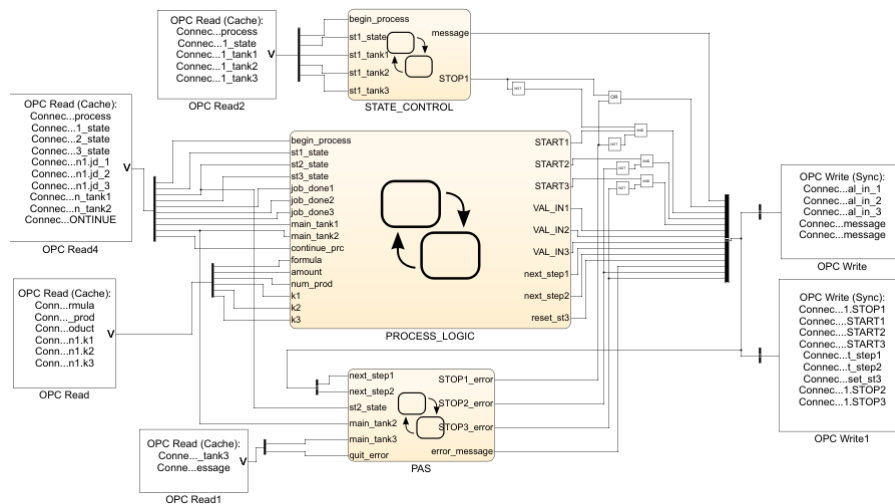 OPC Read (Cache):
Connec...process
Connec...1_state
Connec...1_tank1
Connec...1_tank2
Connec...1_tank3
V
OPC Read2
begin_process
st1_state
st1_tank1
st1_tank2
st1_tank3
message
STOP1
STATE_CONTROL
NOT
OR
AND
NOT
AND
NOT
AND
NOT
OPC Read (Cache):
Connec...process
Connec...1_state
Connec...2_state
Connec...3_state
Connec...n1.jd_1
Connec...n1.jd_2
Connec...n1.jd_3
Connec...n_tank1
Connec...n_tank2
Connec...ONTINUE
V
OPC Read4
begin_process
st1_state
st2_state
st3_state
job_done1
job_done2
job_done3
main_tank1
main_tank2
continue_prc
formula
amount
num_prod
k1
k2
k3
START1
START2
START3
VAL_IN1
VAL_IN2
VAL_IN3
next_step1
next_step2
reset_st3
PROCESS_LOGIC
OPC Write (Sync):
Connec...al_in_1
Connec...al_in_2
Connec...al_in_3
Connec...message
Connec...message
OPC Write
OPC Read (Cache):
Conn...rmula
Conn..._prod
Conn...oduct
Conn...n1.k1
Conn...n1.k2
Conn...n1.k3
V
OPC Read
OPC Write (Sync):
Connec...1.STOP1
Connec....START1
Connec....START2
Connec....START3
Connec...t_step1
Connec...t_step2
Connec...set_st3
Connec...1.STOP2
Connec...1.STOP3
OPC Write1
next_step1
next_step2
st2_state
main_tank2
main_tank3
quit_error
STOP1_error
STOP2_error
STOP3_error
error_message
PAS
OPC Read (Cache):
Conne..._tank3
Conne...essage
V
OPC Read1